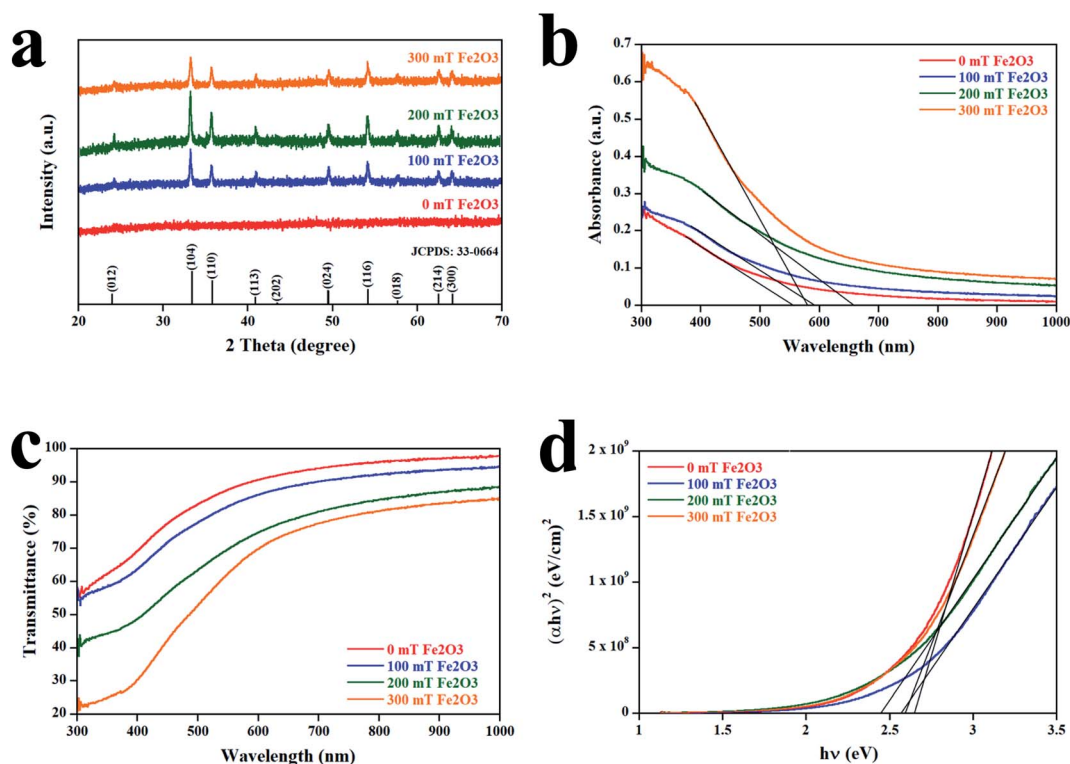 a
300 mT Fe2O3
200 mT Fe2O3
100 mT Fe2O3
0 mT Fe2O3
JCPDS: 33-0664
(012)
(104)
(110)
(113)
(202)
(024)
(116)
(018)
(214)
(300)
20 30 40 50 60 70
2 Theta (degree)
Intensity (a.u.)
b
0 mT Fe2O3
100 mT Fe2O3
200 mT Fe2O3
300 mT Fe2O3
0.7
0.6
0.5
0.4
0.3
0.2
0.1
0
300 400 500 600 700 800 900 1000
Wavelength (nm)
Absorbance (a.u.)
c
100
90
80
70
60
50
40
30
20
0 mT Fe2O3
100 mT Fe2O3
200 mT Fe2O3
300 mT Fe2O3
300 400 500 600 700 800 900 1000
Wavelength (nm)
Transmittance (%)
d
2 x 10⁹
1.5 x 10⁹
1 x 10⁹
5 x 10⁸
0
0 mT Fe2O3
100 mT Fe2O3
200 mT Fe2O3
300 mT Fe2O3
1 1.5 2 2.5 3 3.5
hν (eV)
(αhν)² (eV/cm)²